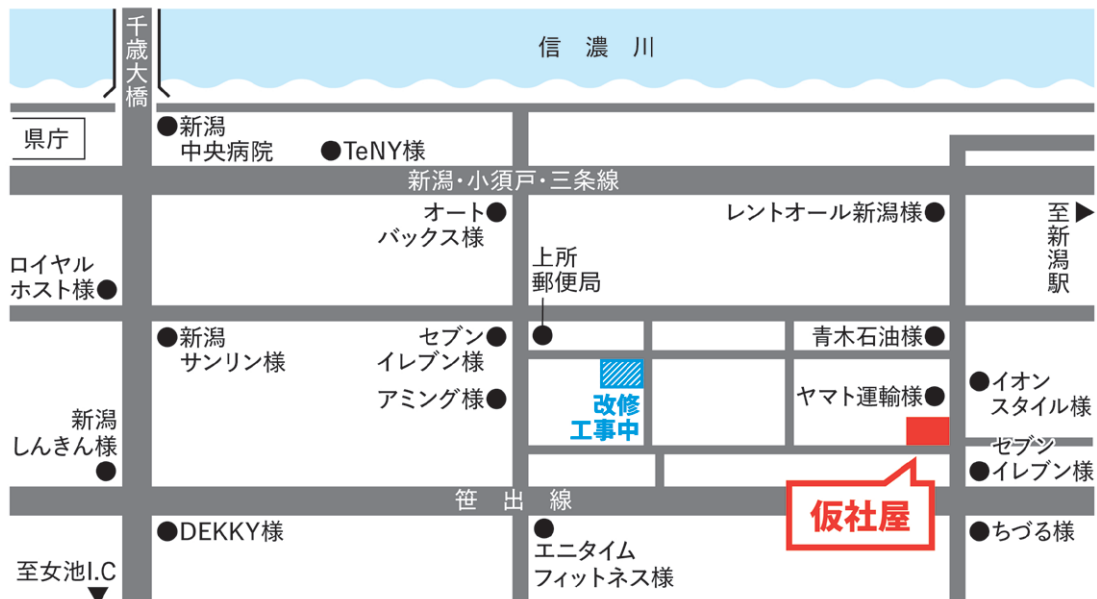 千歳大橋
信濃川
県庁
新潟
中央病院
TeNY様
新潟・小須戸・三条線
オート
バックス様
レントオール新潟様
至
新潟駅
ロイヤル
ホスト様
上所
郵便局
新潟
サンリン様
セブン
イレブン様
青木石油様
アミング様
改修
工事中
ヤマト運輸様
イオン
スタイル様
新潟
しんきん様
セブン
イレブン様
笹出線
仮社屋
DEKKY様
エニタイム
フィットネス様
ちづる様
至女池I.C